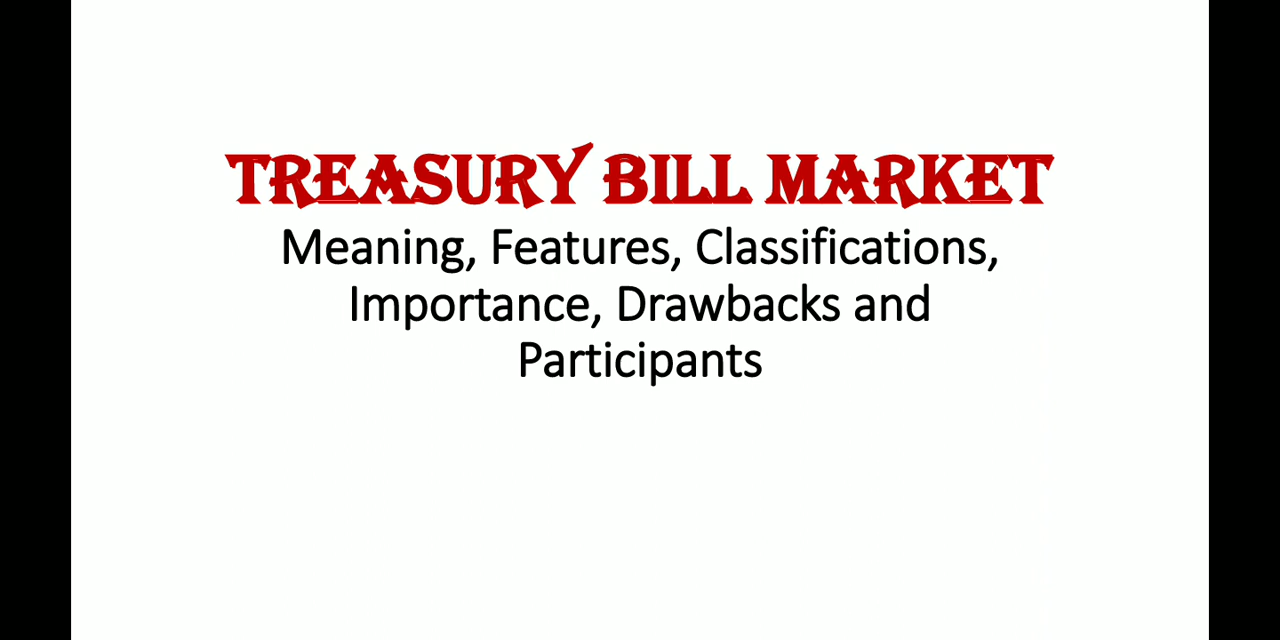 TREASURY BILL MARKET
Meaning, Features, Classifications,
Importance, Drawbacks and
Participants